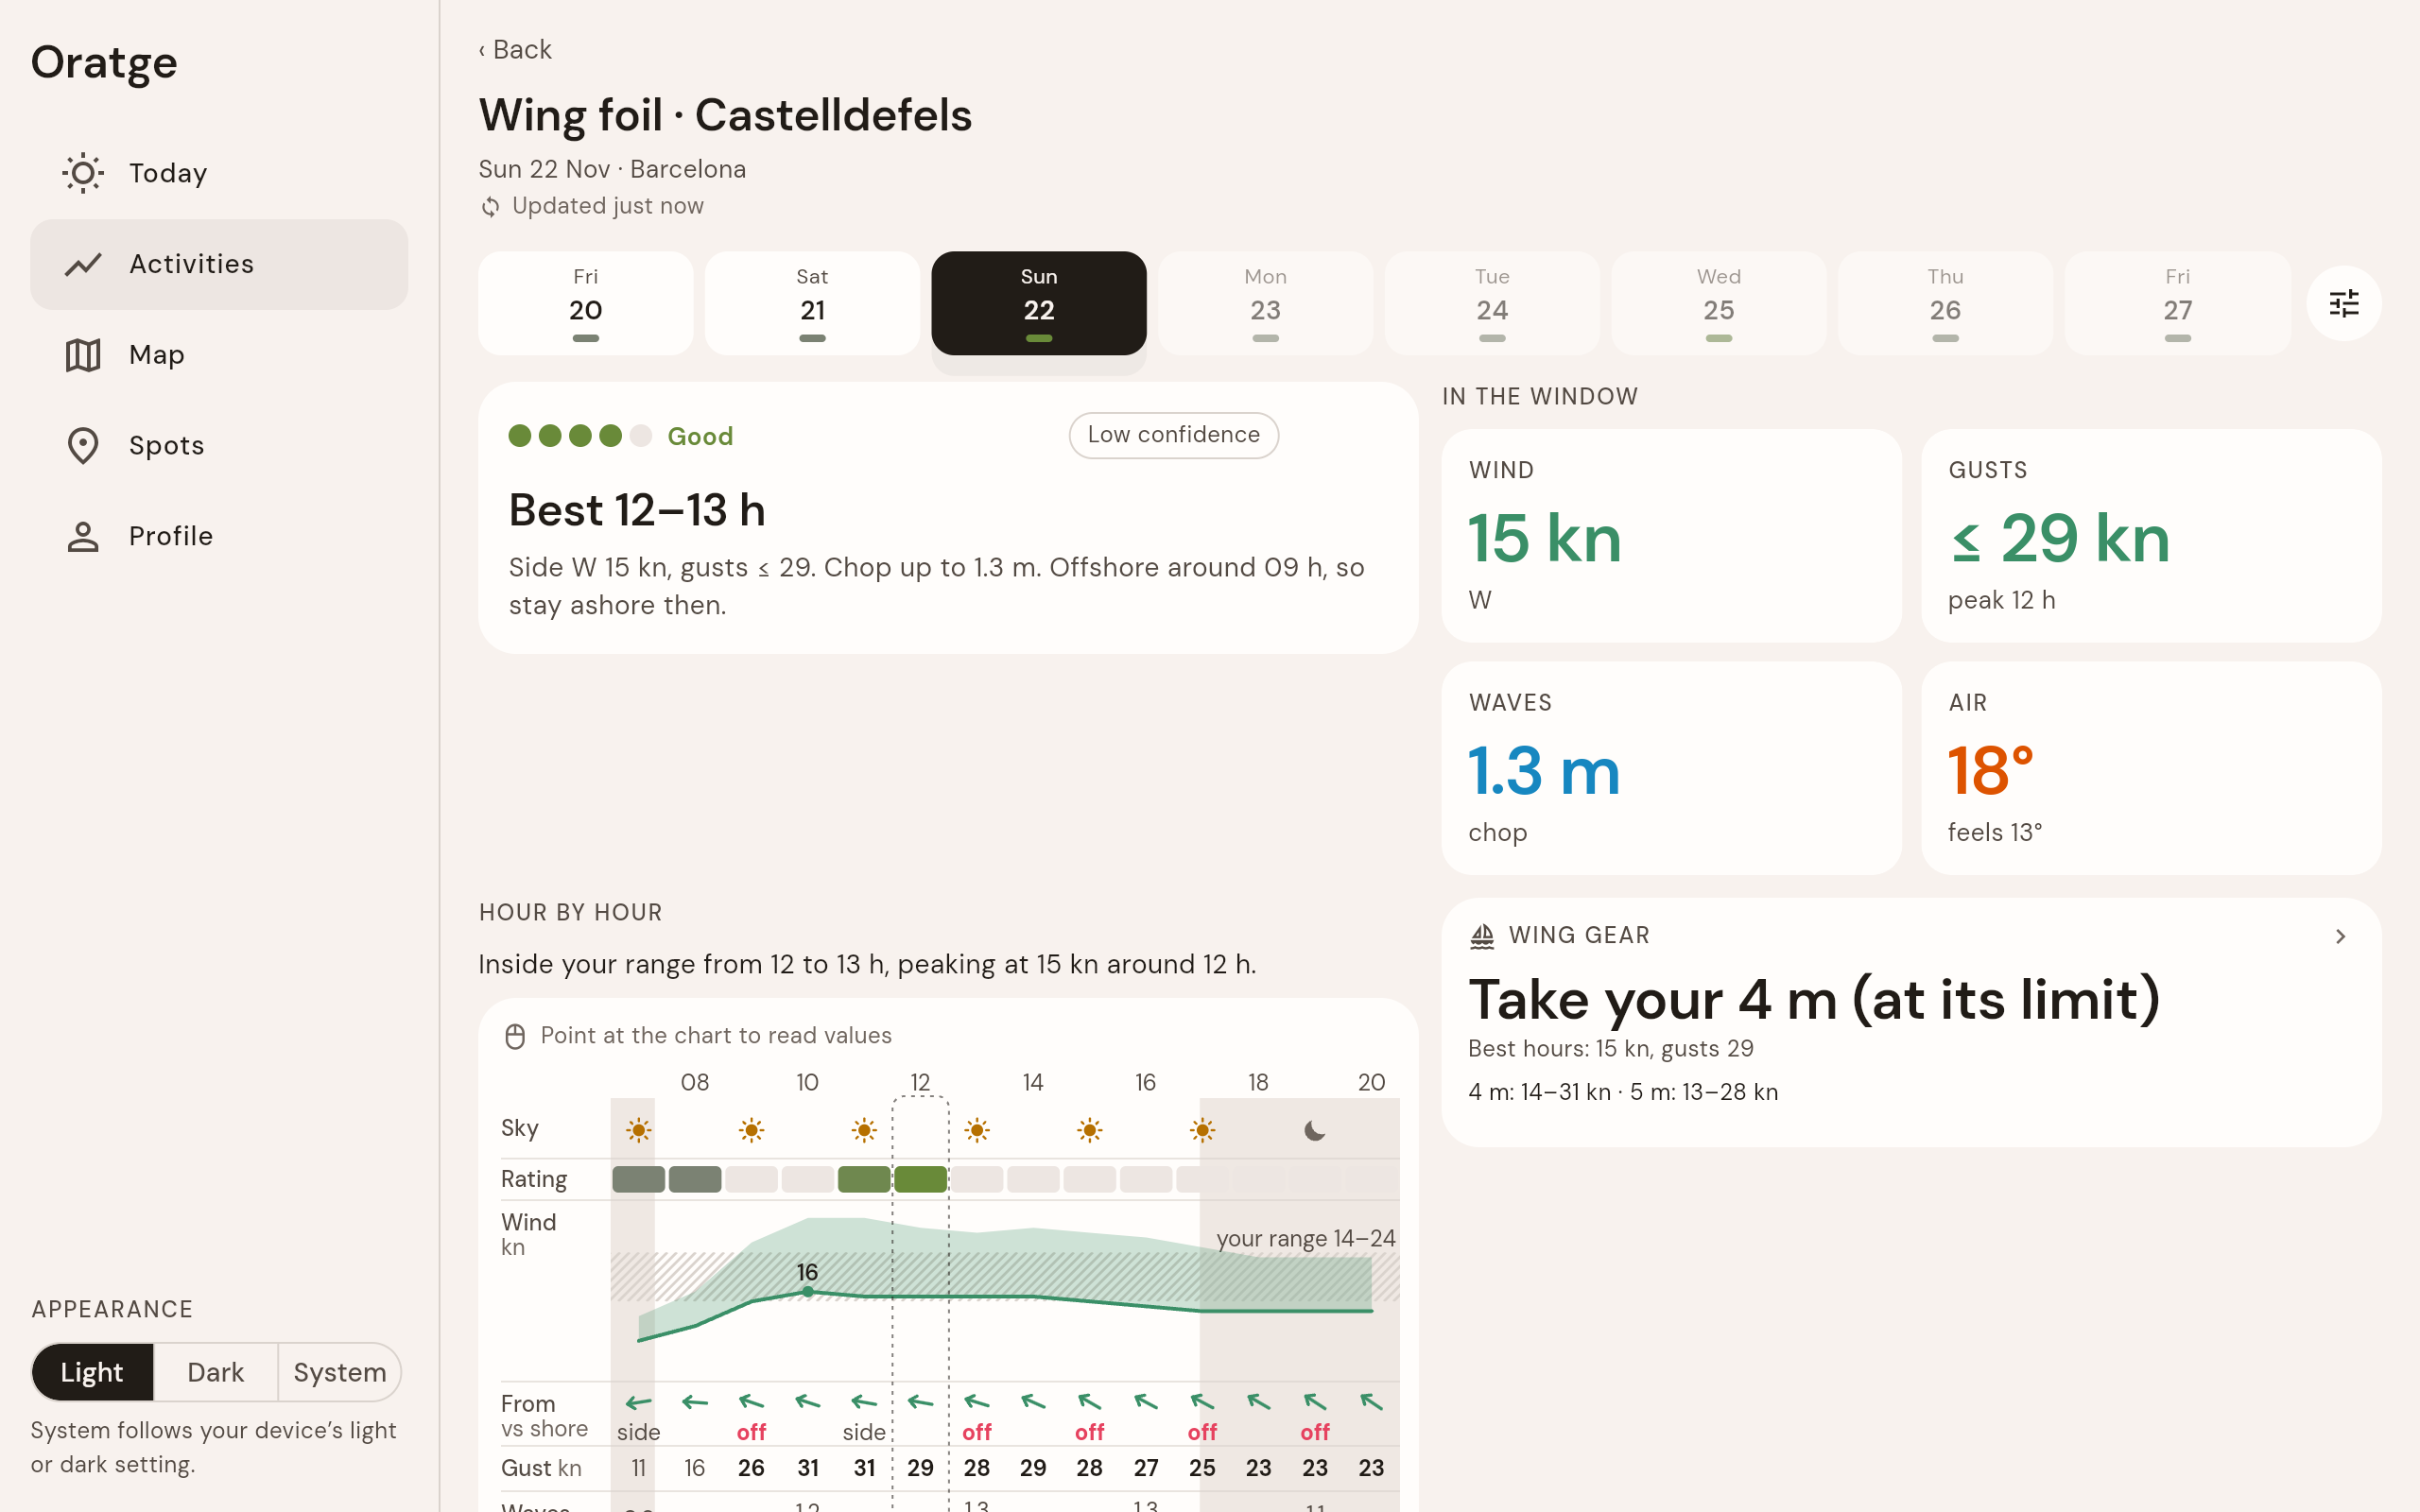 Oratge
Today
Activities
Map
Spots
Profile
APPEARANCE
Light Dark System
System follows your device’s light
or dark setting.
‹ Back
Wing foil · Castelldefels
Sun 22 Nov · Barcelona
Updated just now
Fri Sat Sun Mon Tue Wed Thu Fri
20 21 22 23 24 25 26 27
Good Low confidence
Best 12–13 h
Side W 15 kn, gusts ≤ 29. Chop up to 1.3 m. Offshore around 09 h, so
stay ashore then.
HOUR BY HOUR
Inside your range from 12 to 13 h, peaking at 15 kn around 12 h.
Point at the chart to read values
08 10 12 14 16 18 20
Sky
Rating
Wind
kn
your range 14–24
16
From
vs shore
side off side off off off off
Gust kn 11 16 26 31 31 29 28 29 28 27 25 23 23 23
IN THE WINDOW
WIND
15 kn
W
GUSTS
≤ 29 kn
peak 12 h
WAVES
1.3 m
chop
AIR
18°
feels 13°
WING GEAR
Take your 4 m (at its limit)
Best hours: 15 kn, gusts 29
4 m: 14–31 kn · 5 m: 13–28 kn